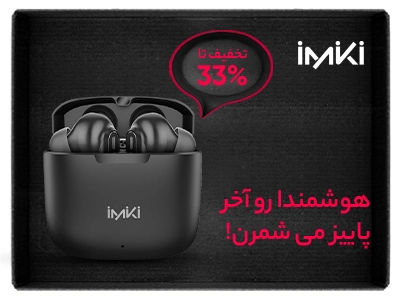 imiki
تخفیف تا
33%
هوشمندا رو آخر
پاییز می شمرن!
imiki